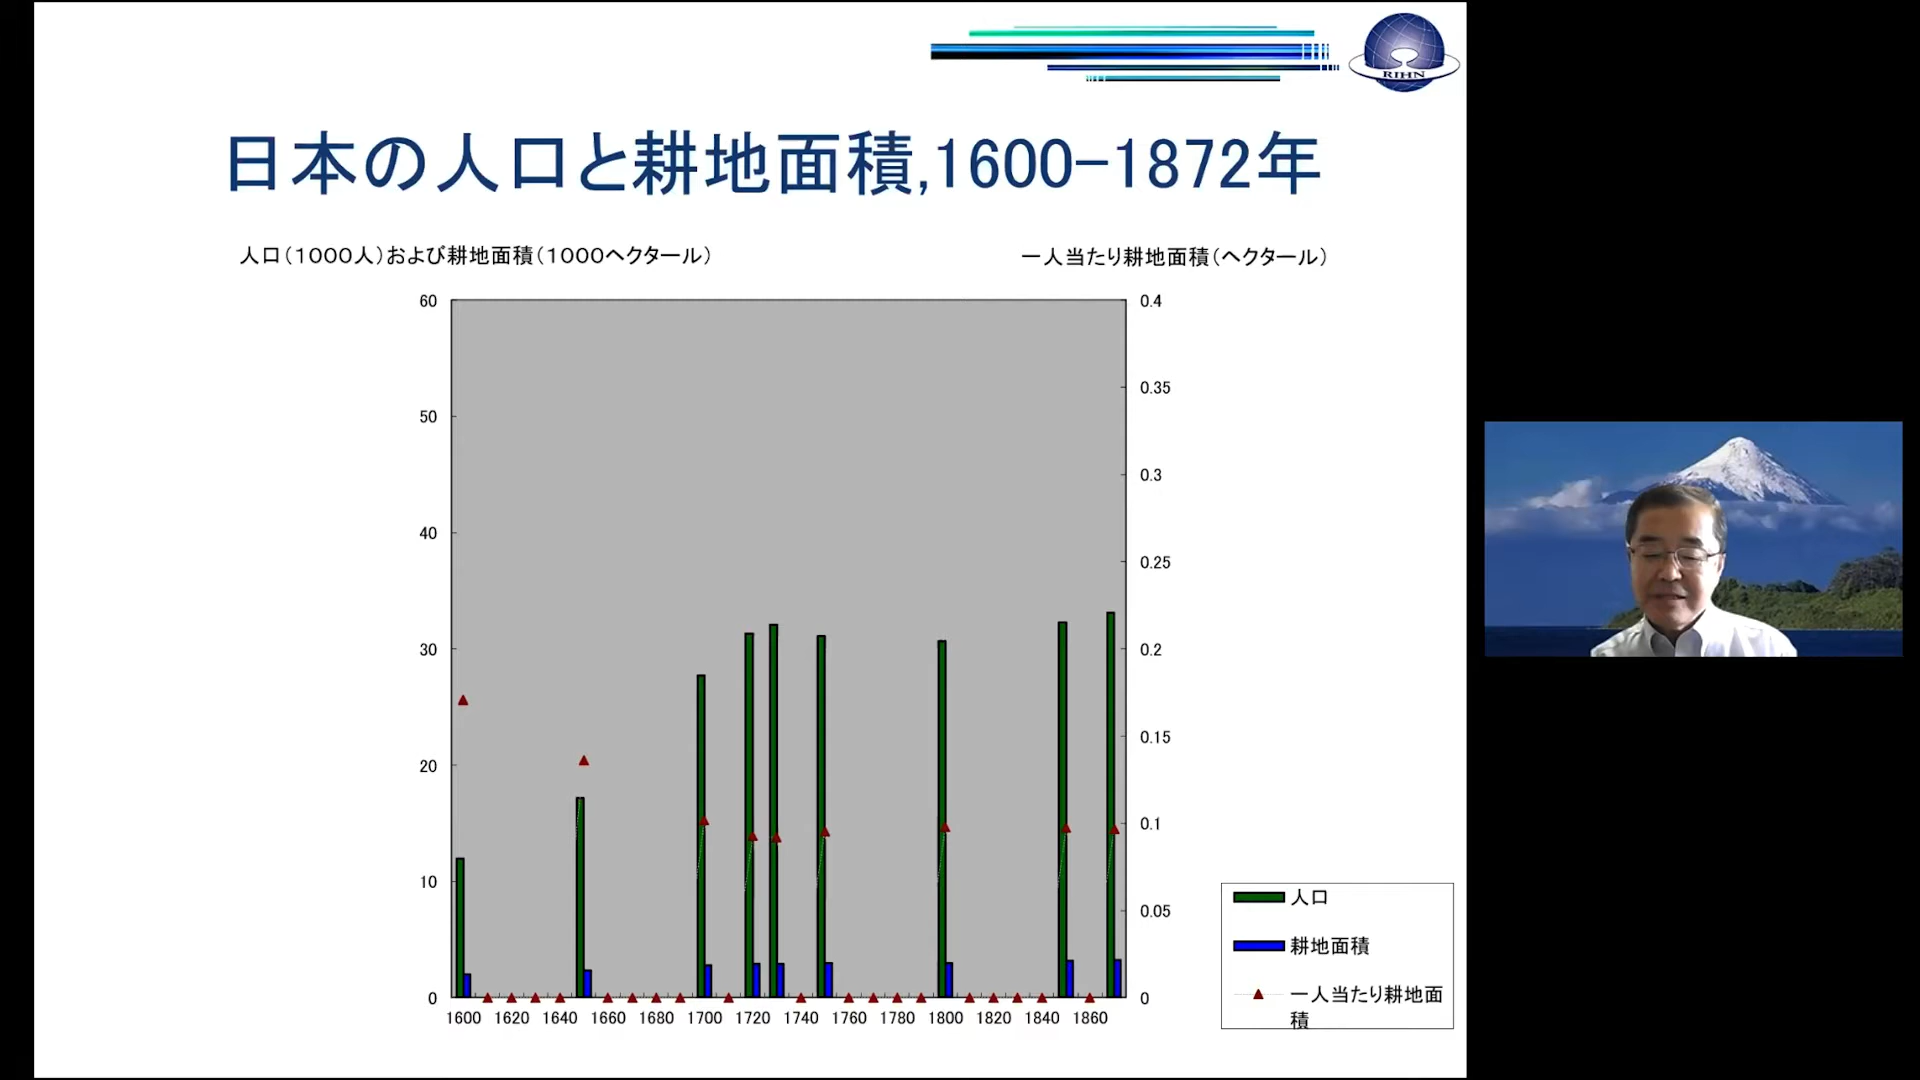 RIHN
日本の人口と耕地面積,1600-1872年
人口（1000人）および耕地面積（1000ヘクタール）
一人当たり耕地面積（ヘクタール）
60
50
40
30
20
10
0
0.4
0.35
0.3
0.25
0.2
0.15
0.1
0.05
0
1600 1620 1640 1660 1680 1700 1720 1740 1760 1780 1800 1820 1840 1860
人口
耕地面積
一人当たり耕地面
積